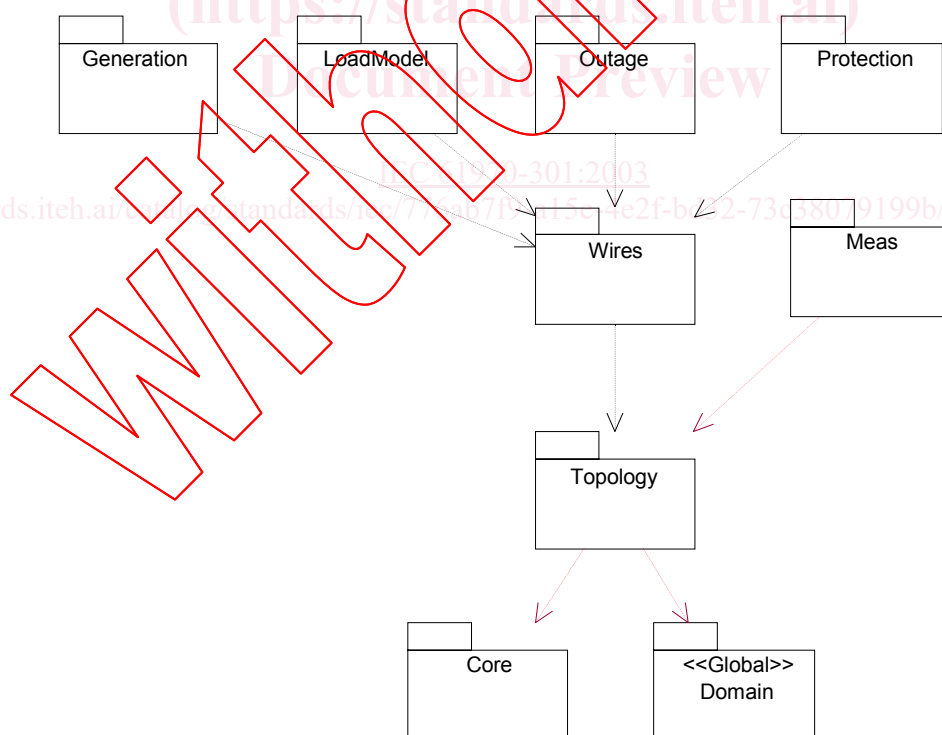 (https://standards.iteh.ai)
Generation
LoadModel
Outage
Protection
Document Preview
IEC 61970-301:2003
Wires
Meas
Topology
Core
<<Global>>
Domain